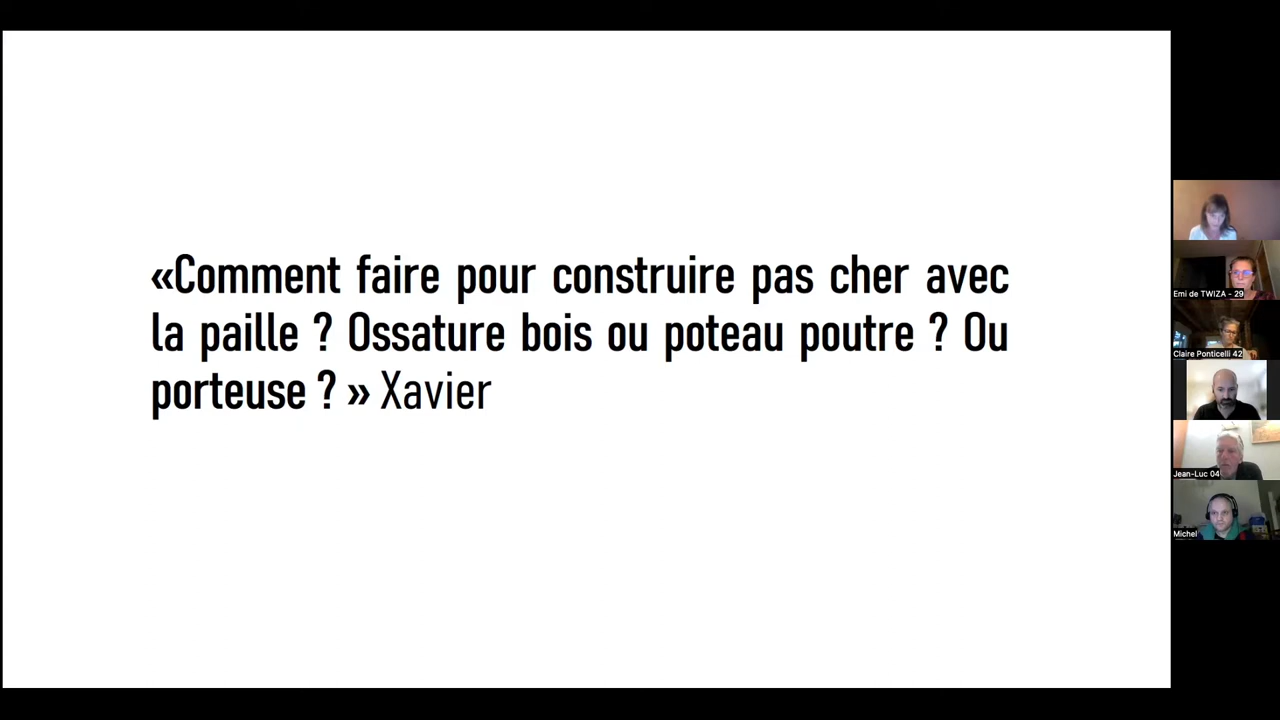 «Comment faire pour construire pas cher avec
la paille ? Ossature bois ou poteau poutre ? Ou
porteuse ? » Xavier
Emi de TWIZA - 29
Claire Ponticelli 42
Jean-Luc 04
Michel